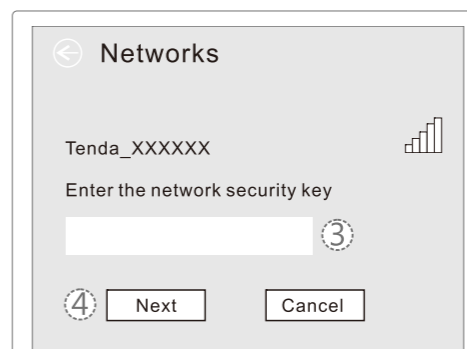 Networks
Tenda_XXXXXX
Enter the network security key
③
④ Next Cancel